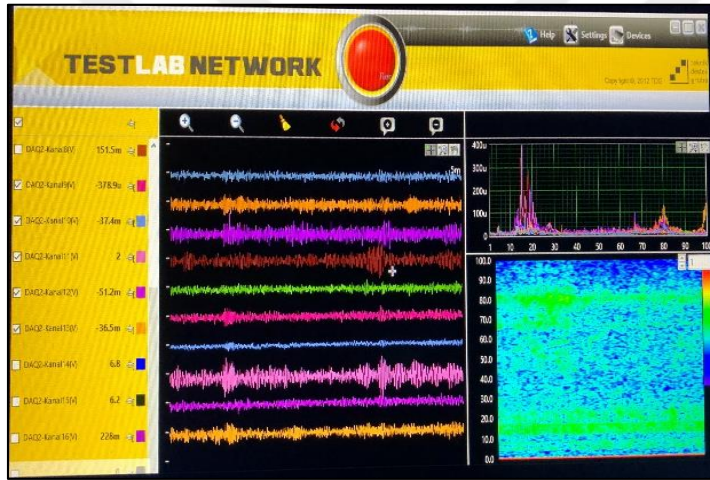 Help Settings Devices
TESTLAB NETWORK
400u
300u
200u
100u
1 10 20 30 40 50 60 70 80 90 100
5m
DAQ2-Kanal9(V) -378.9u
DAQ2-Kanal10(V) -37.4m
DAQ2-Kanal11(V) 2
DAQ2-Kanal12(V) -51.2m
DAQ2-Kanal13(V) -36.5m
DAQ2-Kanal14(V) 6.8
DAQ2-Kanal15(V) 6.2
DAQ2-Kanal16(V) 228m
151.5m
100.0
90.0
80.0
70.0
60.0
50.0
40.0
30.0
20.0
10.0
0.0